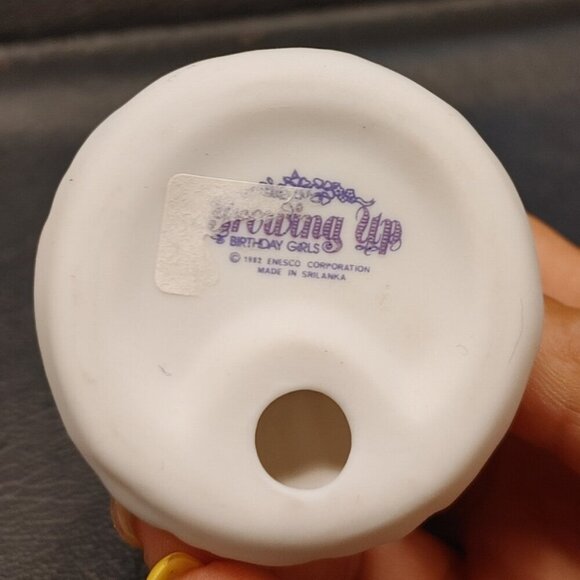 Growing Up
BIRTHDAY GIRLS
© 1982 ENESCO CORPORATION
MADE IN SRILANKA